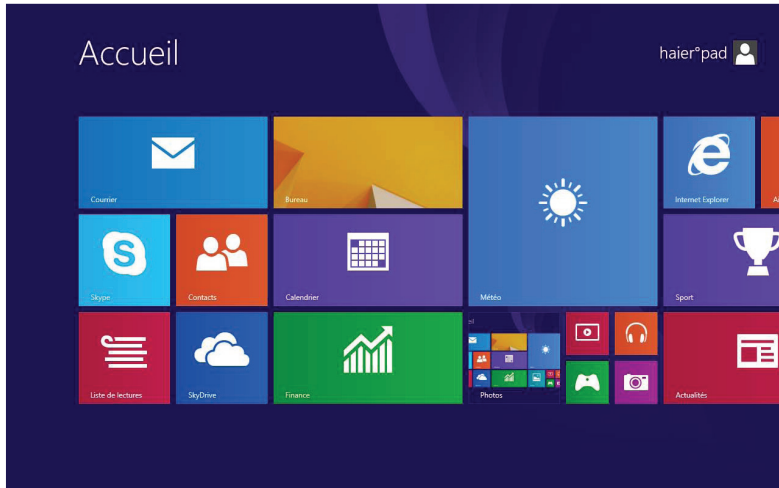 Accueil
haier°pad
Courrier
Bureau
Internet Explorer
Skype
Contacts
Calendrier
Météo
Sport
Liste de lectures
SkyDrive
Finance
Photos
Actualités